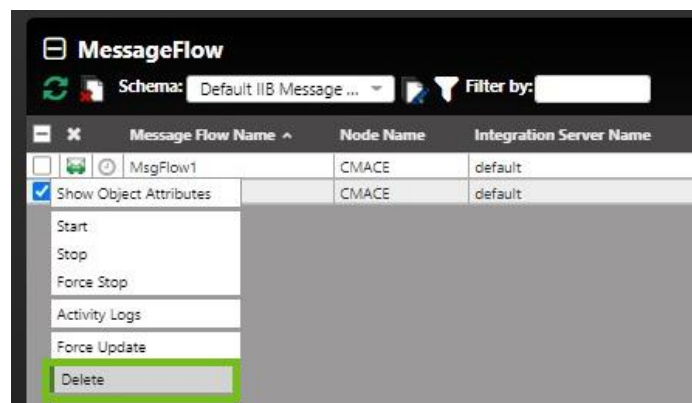 MessageFlow
Schema: Default IIB Message ... Filter by:
Message Flow Name Node Name Integration Server Name
MsgFlow1 CMACE default
Show Object Attributes CMACE default
Start
Stop
Force Stop
Activity Logs
Force Update
Delete